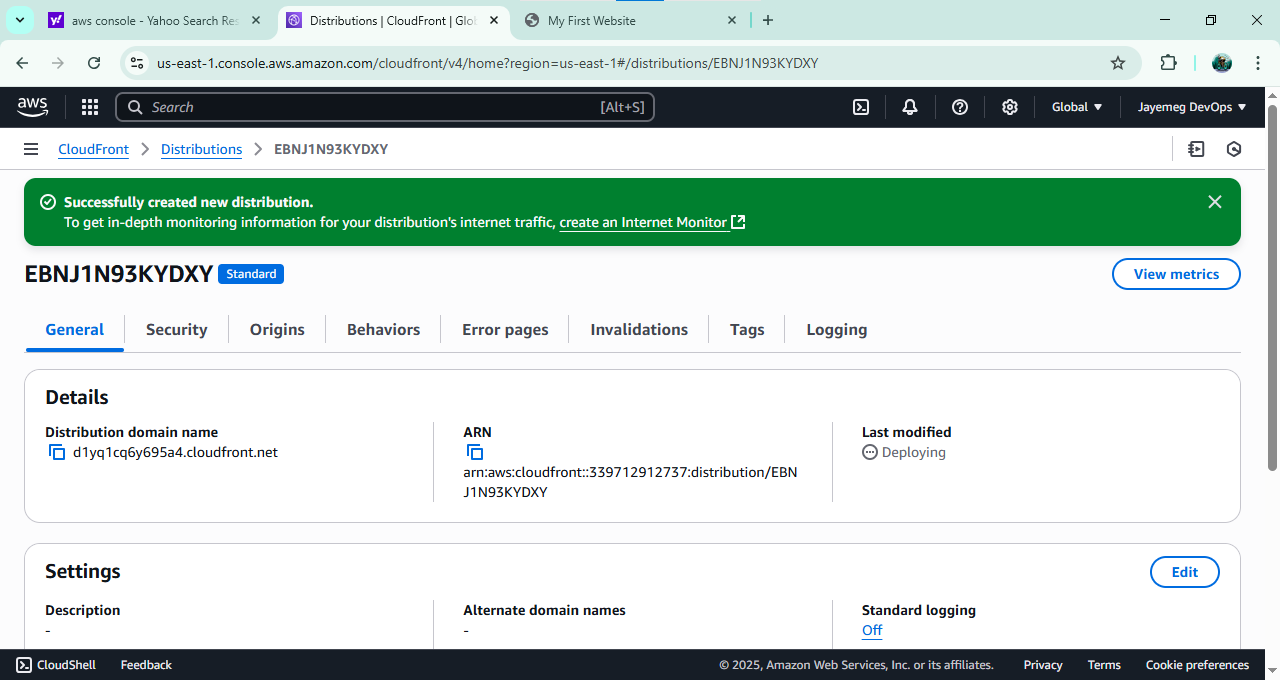 aws console - Yahoo Search Res
Distributions | CloudFront | Glob
My First Website
us-east-1.console.aws.amazon.com/cloudfront/v4/home?region=us-east-1#/distributions/EBNJ1N93KYDXY
aws
Search
[Alt+S]
Global
Jayemeg DevOps
CloudFront
Distributions
EBNJ1N93KYDXY
Successfully created new distribution.
To get in-depth monitoring information for your distribution's internet traffic, create an Internet Monitor
EBNJ1N93KYDXY
Standard
View metrics
General
Security
Origins
Behaviors
Error pages
Invalidations
Tags
Logging
Details
Distribution domain name
d1yq1cq6y695a4.cloudfront.net
ARN
arn:aws:cloudfront::339712912737:distribution/EBN
J1N93KYDXY
Last modified
Deploying
Settings
Edit
Description
-
Alternate domain names
-
Standard logging
Off
CloudShell
Feedback
© 2025, Amazon Web Services, Inc. or its affiliates.
Privacy
Terms
Cookie preferences